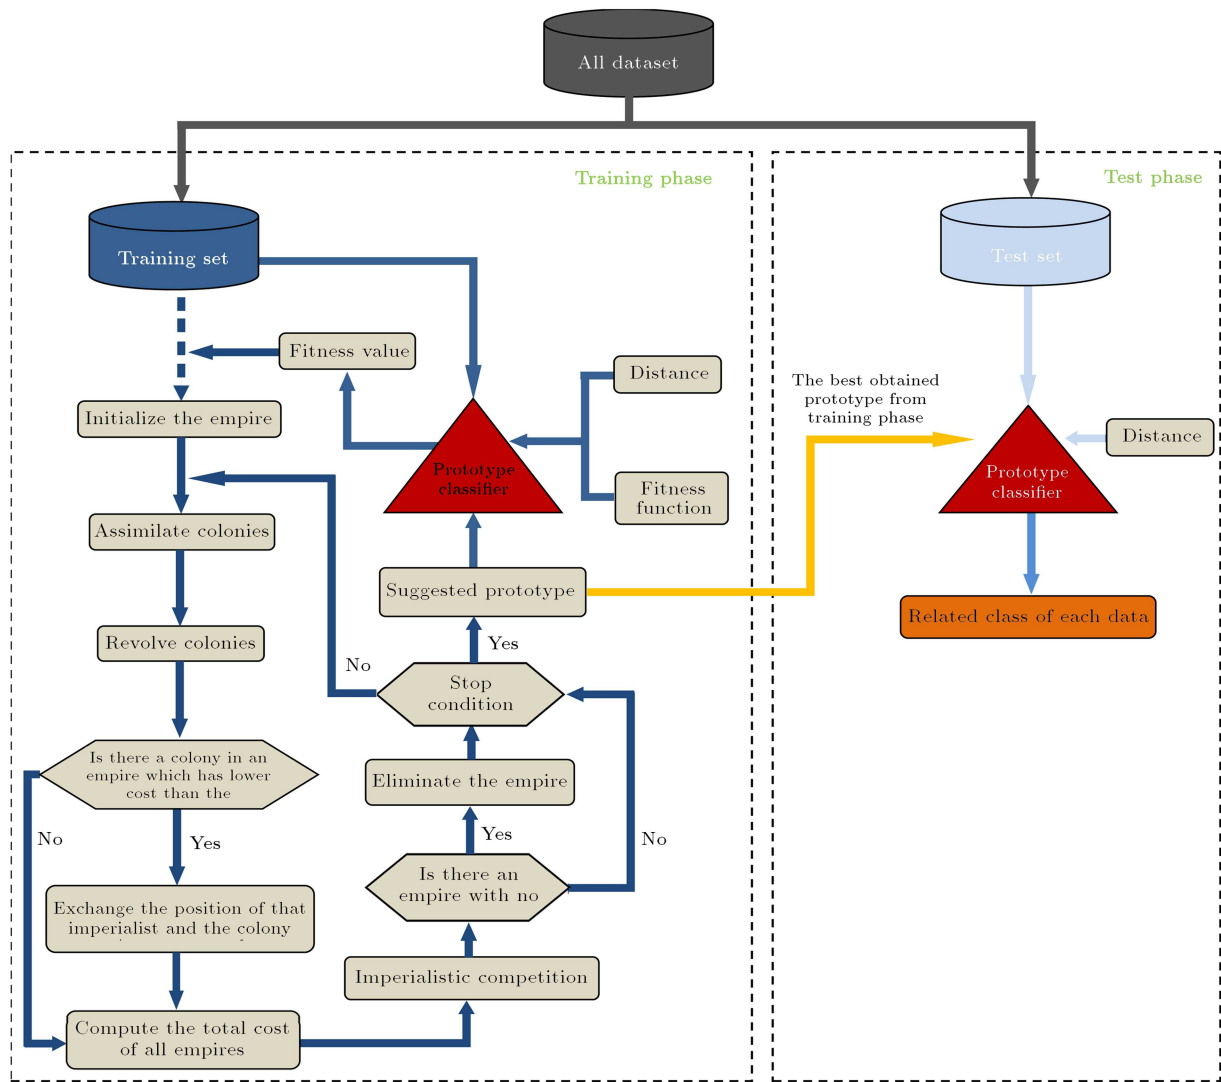 All dataset
Training phase
Test phase
Training set
Test set
Fitness value
Distance
The best obtained
prototype from
training phase
Initialize the empire
Prototype
classifier
Distance
Prototype
classifier
Fitness
function
Assimilate colonies
Suggested prototype
Related class of each data
Revolve colonies
Yes
No
Stop
condition
Is there a colony in an
empire which has lower
cost than the
Eliminate the empire
No
Yes
Yes
No
Is there an
empire with no
Exchange the position of that
imperialist and the colony
Imperialistic competition
Compute the total cost
of all empires